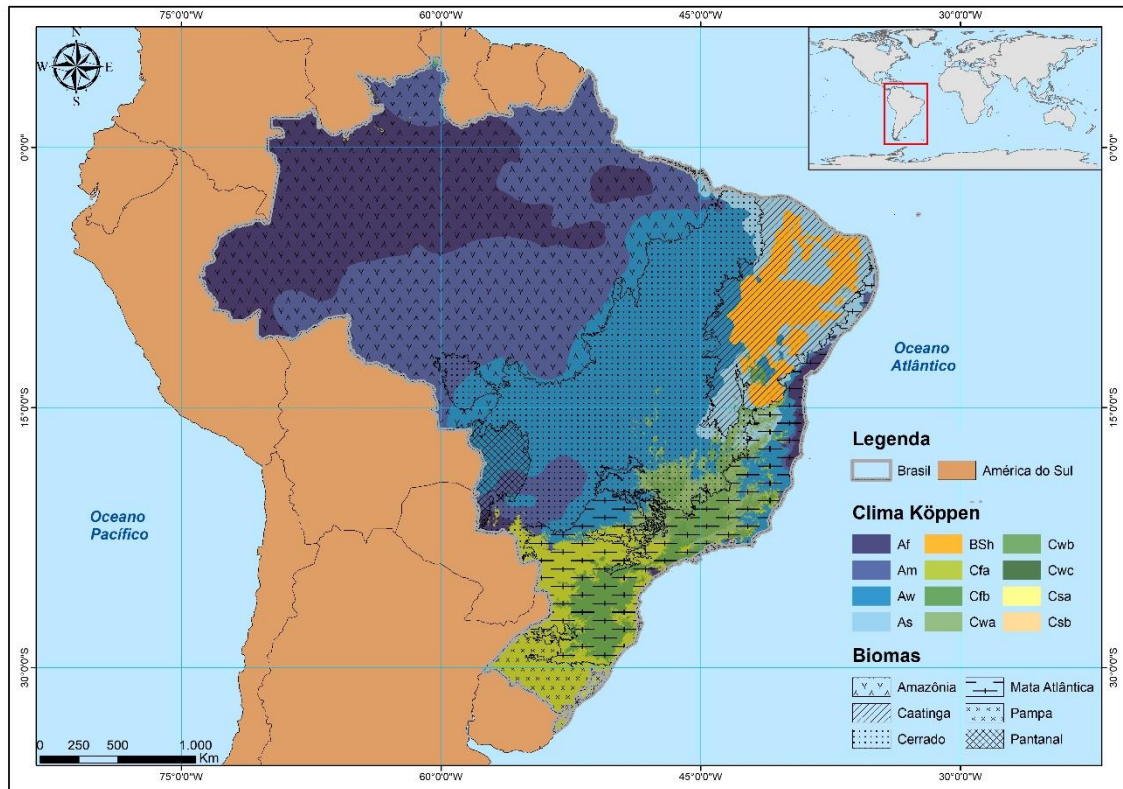 75°0'0"W
60°0'0"W
45°0'0"W
30°0'0"W
N
W E
S
0°0'0"
0°0'0"
Oceano
Atlântico
15°0'0"S
15°0'0"S
Oceano
Pacífico
Legenda
Brasil
América do Sul
Clima Köppen
Af
BSh
Cwb
Am
Cfa
Cwc
Aw
Cfb
Csa
As
Cwa
Csb
30°0'0"S
30°0'0"S
Biomas
Amazônia
Mata Atlântica
Caatinga
Pampa
Cerrado
Pantanal
0 250 500 1.000
Km
75°0'0"W
60°0'0"W
45°0'0"W
30°0'0"W